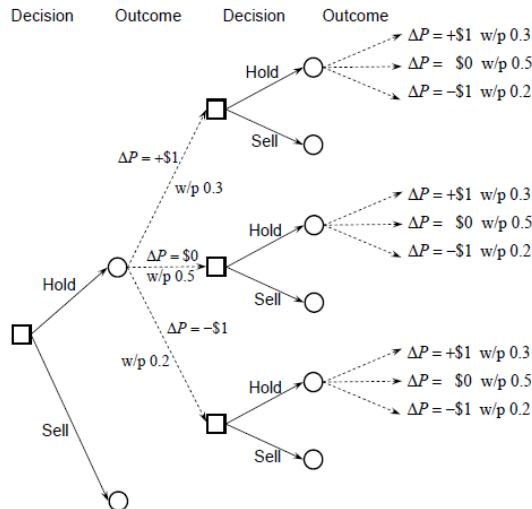 Decision Outcome Decision Outcome
ΔP = +$1 w/p 0.3
Hold
ΔP = $0 w/p 0.5
ΔP = −$1 w/p 0.2
Sell
ΔP = +$1
w/p 0.3
ΔP = +$1 w/p 0.3
Hold
ΔP = $0 w/p 0.5
ΔP = −$1 w/p 0.2
ΔP = $0
w/p 0.5
Hold
Sell
ΔP = −$1
w/p 0.2
ΔP = +$1 w/p 0.3
Hold
ΔP = $0 w/p 0.5
ΔP = −$1 w/p 0.2
Sell
Sell